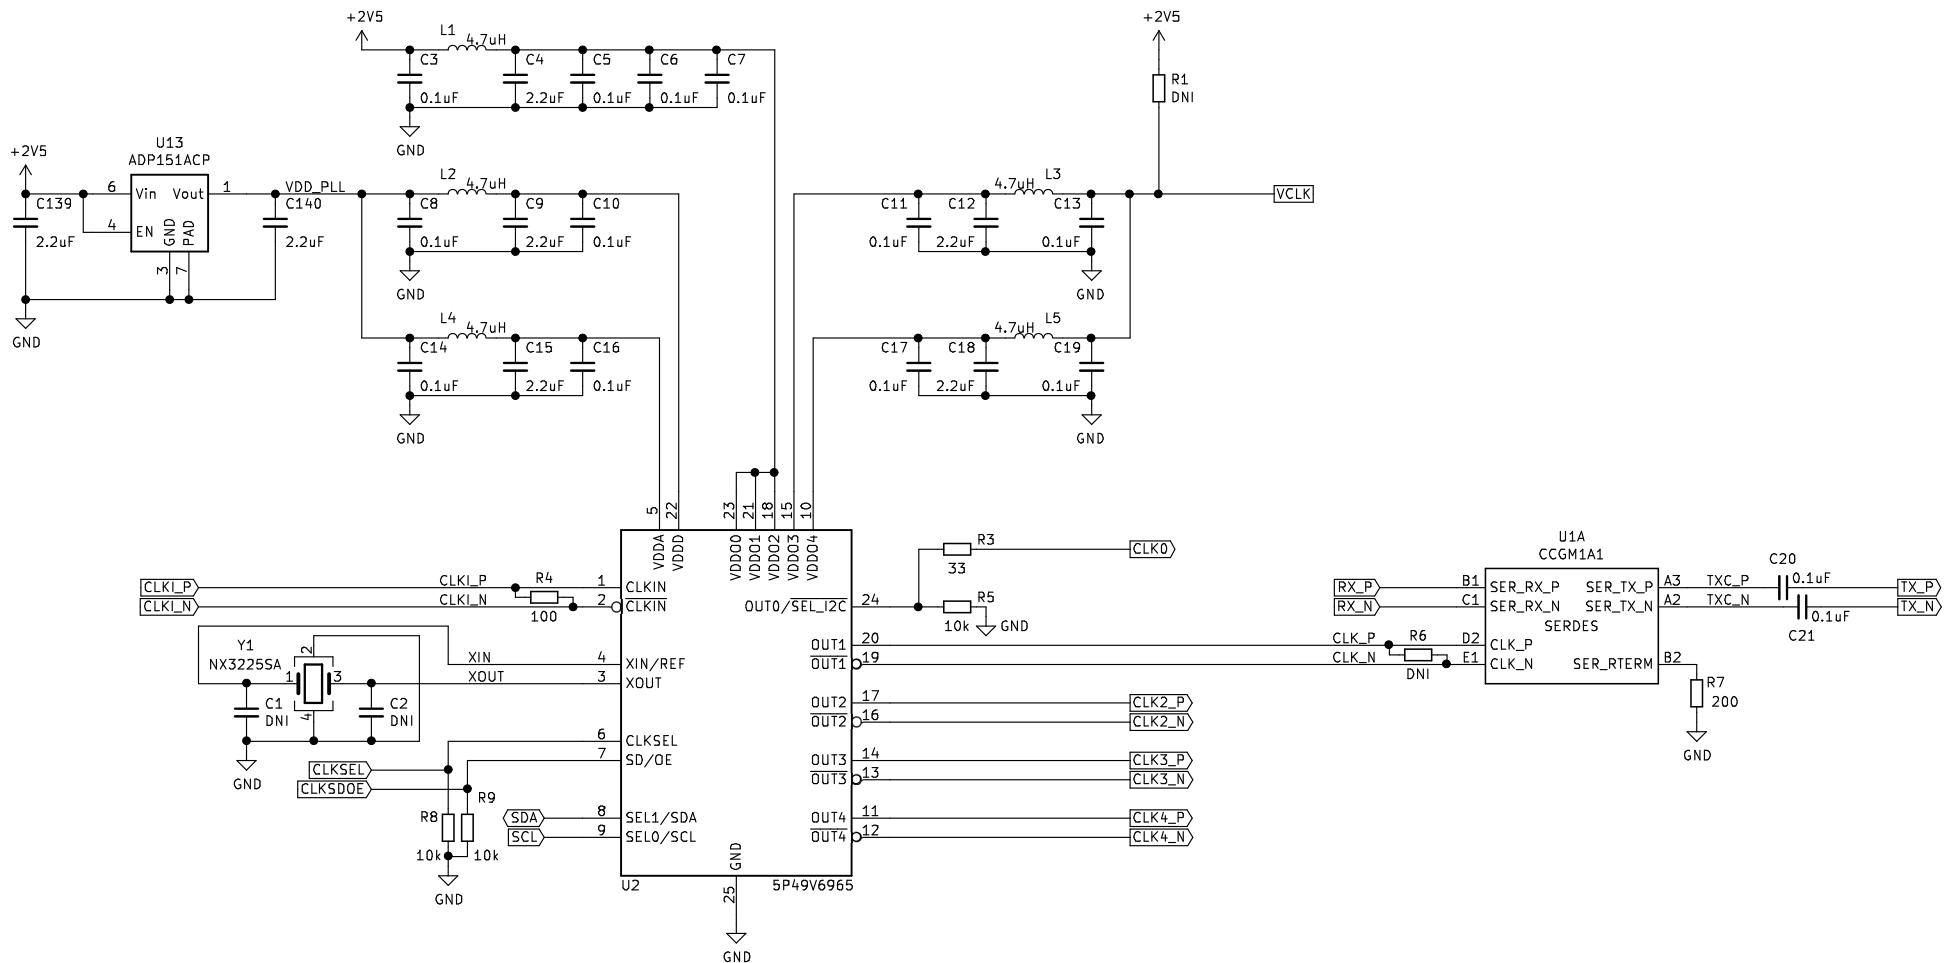 +2V5
+2V5
L1
4.7uH
C3
C4
C5
C6
C7
0.1uF
2.2uF
0.1uF
0.1uF
0.1uF
GND
R1
DNI
U13
ADP151ACP
+2V5
6
Vin
Vout
1
VDD_PLL
C139
2.2uF
4
EN
GND
PAD
3
7
C140
2.2uF
GND
L2
4.7uH
C8
C9
C10
0.1uF
2.2uF
0.1uF
GND
4.7uH
L3
VCLK
C11
C12
C13
0.1uF
2.2uF
0.1uF
GND
L4
4.7uH
C14
C15
C16
0.1uF
2.2uF
0.1uF
GND
4.7uH
L5
C17
C18
C19
0.1uF
2.2uF
0.1uF
GND
5
22
23
21
18
15
10
VDDA
VDDD
VDDO0
VDDO1
VDDO2
VDDO3
VDDO4
CLKI_P
CLKI_P
R4
1
CLKIN
CLKI_N
CLKI_N
100
2
CLKIN
OUT0/SEL_I2C
24
R3
33
CLK0
R5
10k
GND
Y1
NX3225SA
2
1
3
4
XIN
4
XIN/REF
XOUT
3
XOUT
C1
DNI
C2
DNI
GND
6
CLKSEL
7
SD/OE
CLKSEL
CLKSDOE
R8
R9
10k
10k
GND
SDA
8
SEL1/SDA
SCL
9
SEL0/SCL
OUT1
20
OUT1
19
OUT2
17
CLK2_P
OUT2
16
CLK2_N
OUT3
14
CLK3_P
OUT3
13
CLK3_N
OUT4
11
CLK4_P
OUT4
12
CLK4_N
GND
U2
5P49V6965
25
GND
U1A
CCGM1A1
RX_P
B1
SER_RX_P
SER_TX_P
A3
TXC_P
C20
0.1uF
TX_P
RX_N
C1
SER_RX_N
SER_TX_N
A2
TXC_N
0.1uF
C21
TX_N
SERDES
CLK_P
R6
D2
CLK_P
CLK_N
DNI
E1
CLK_N
SER_RTERM
B2
R7
200
GND